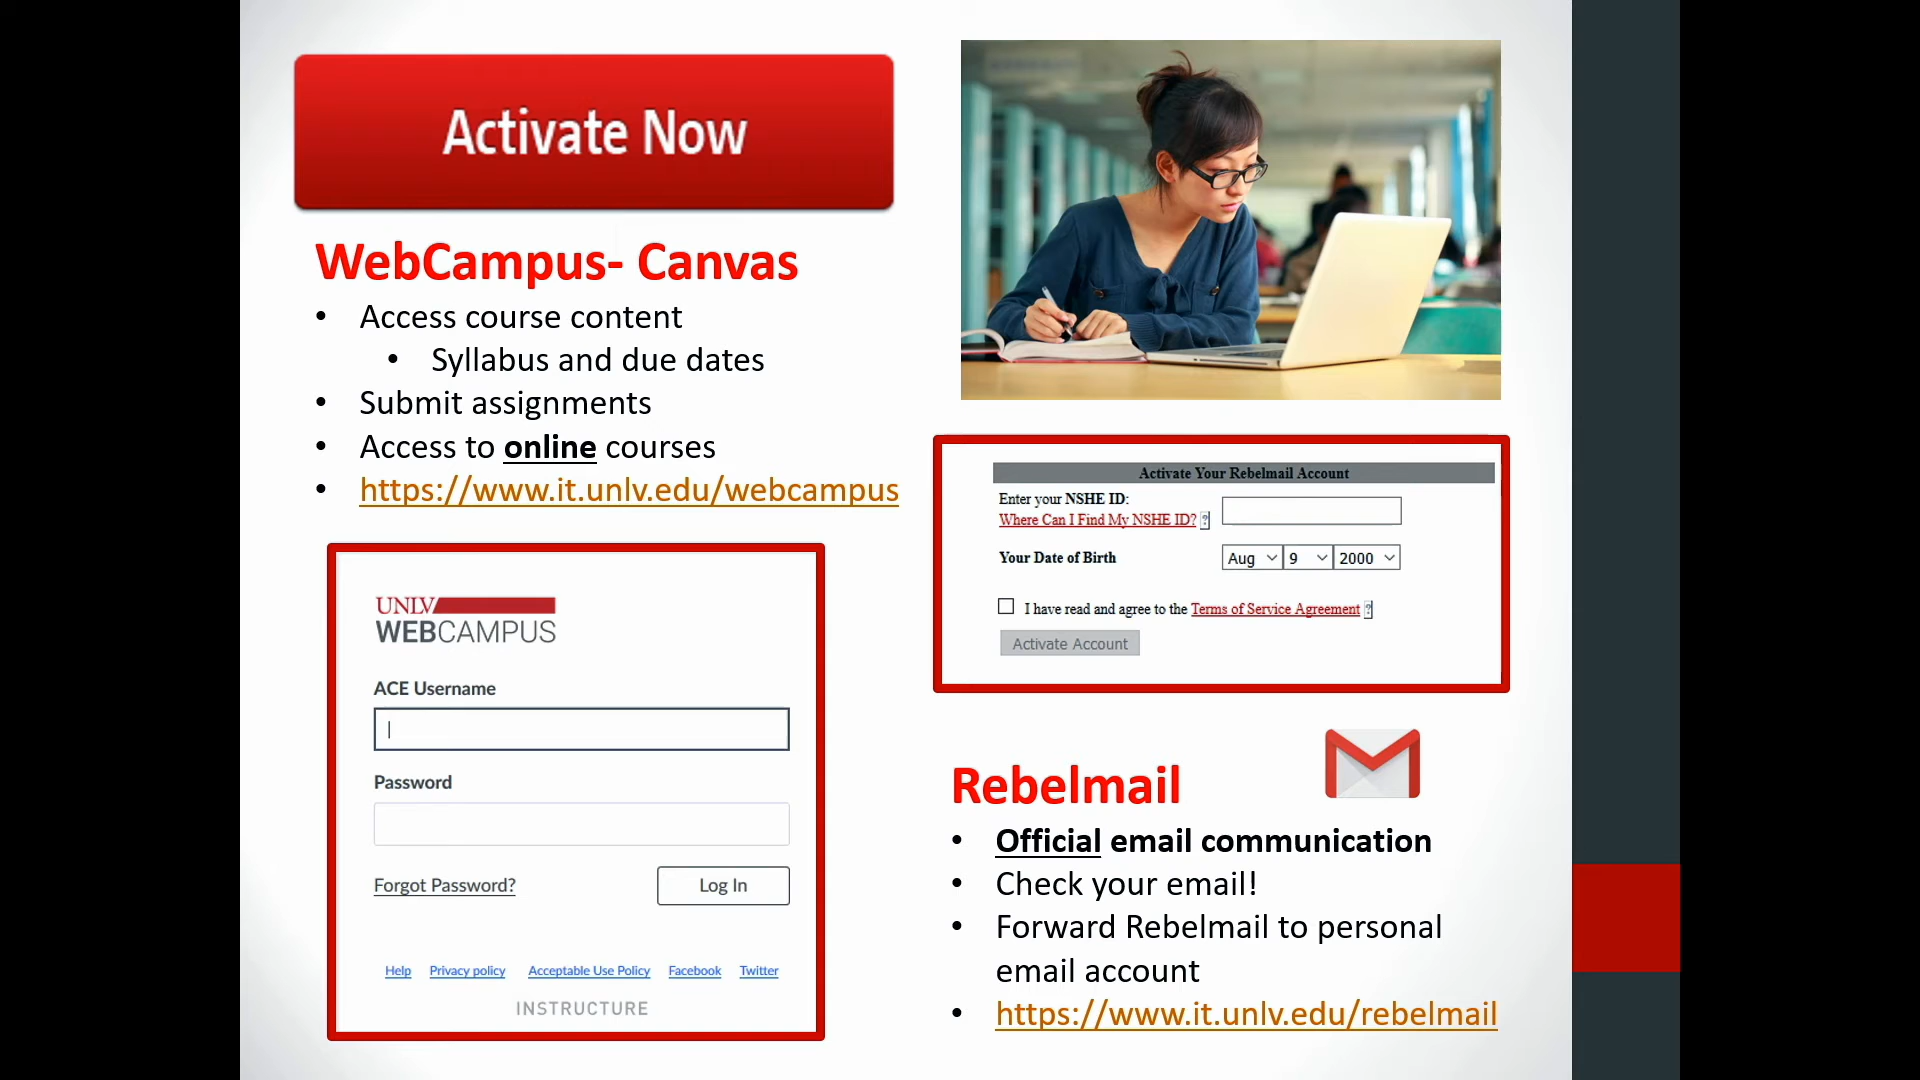 Activate Now
WebCampus- Canvas
• Access course content
• Syllabus and due dates
• Submit assignments
• Access to online courses
• https://www.it.unlv.edu/webcampus
UNLV
WEBCAMPUS
ACE Username
Password
Forgot Password?
Log In
Help Privacy policy Acceptable Use Policy Facebook Twitter
INSTRUCTURE
Activate Your Rebelmail Account
Enter your NSHE ID:
Where Can I Find My NSHE ID? ?
Your Date of Birth Aug 9 2000
I have read and agree to the Terms of Service Agreement ?
Activate Account
Rebelmail
• Official email communication
• Check your email!
• Forward Rebelmail to personal
email account
• https://www.it.unlv.edu/rebelmail